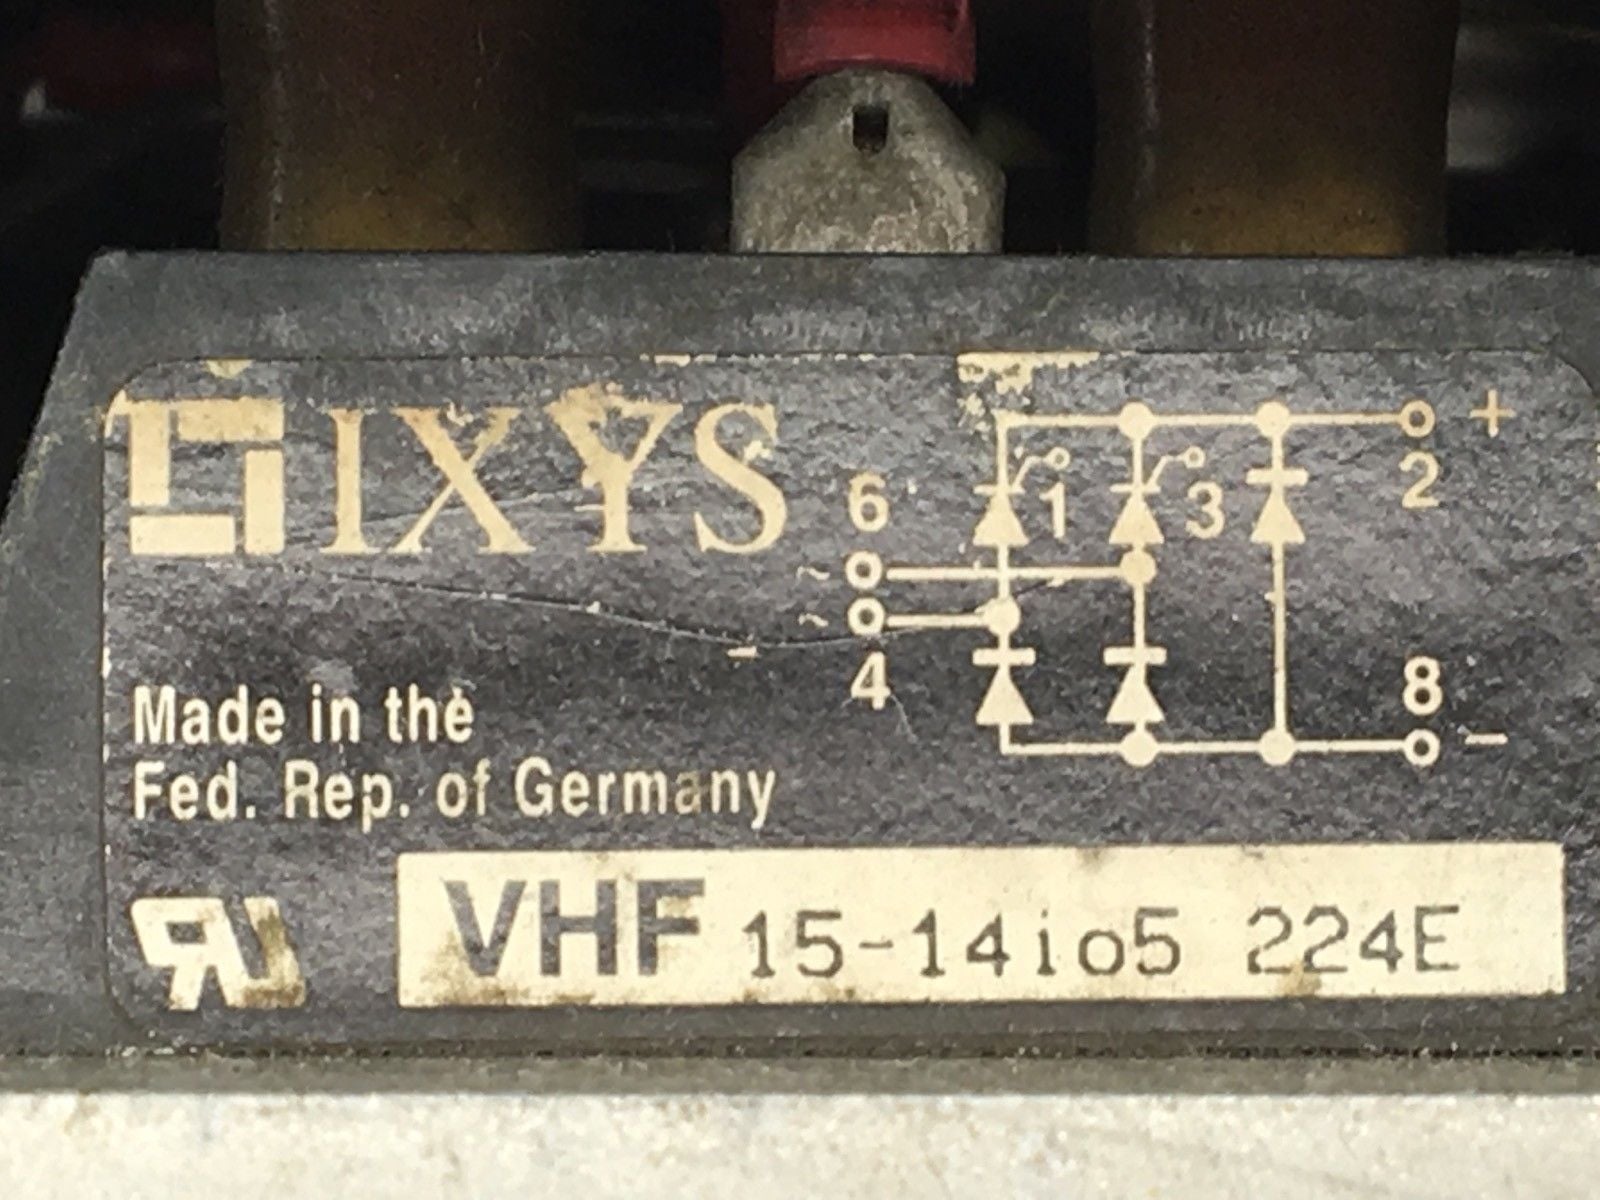 IXYS
6
1
3
2
+
~
~
4
8
-
Made in the
Fed. Rep. of Germany
VHF 15-14io5 224E